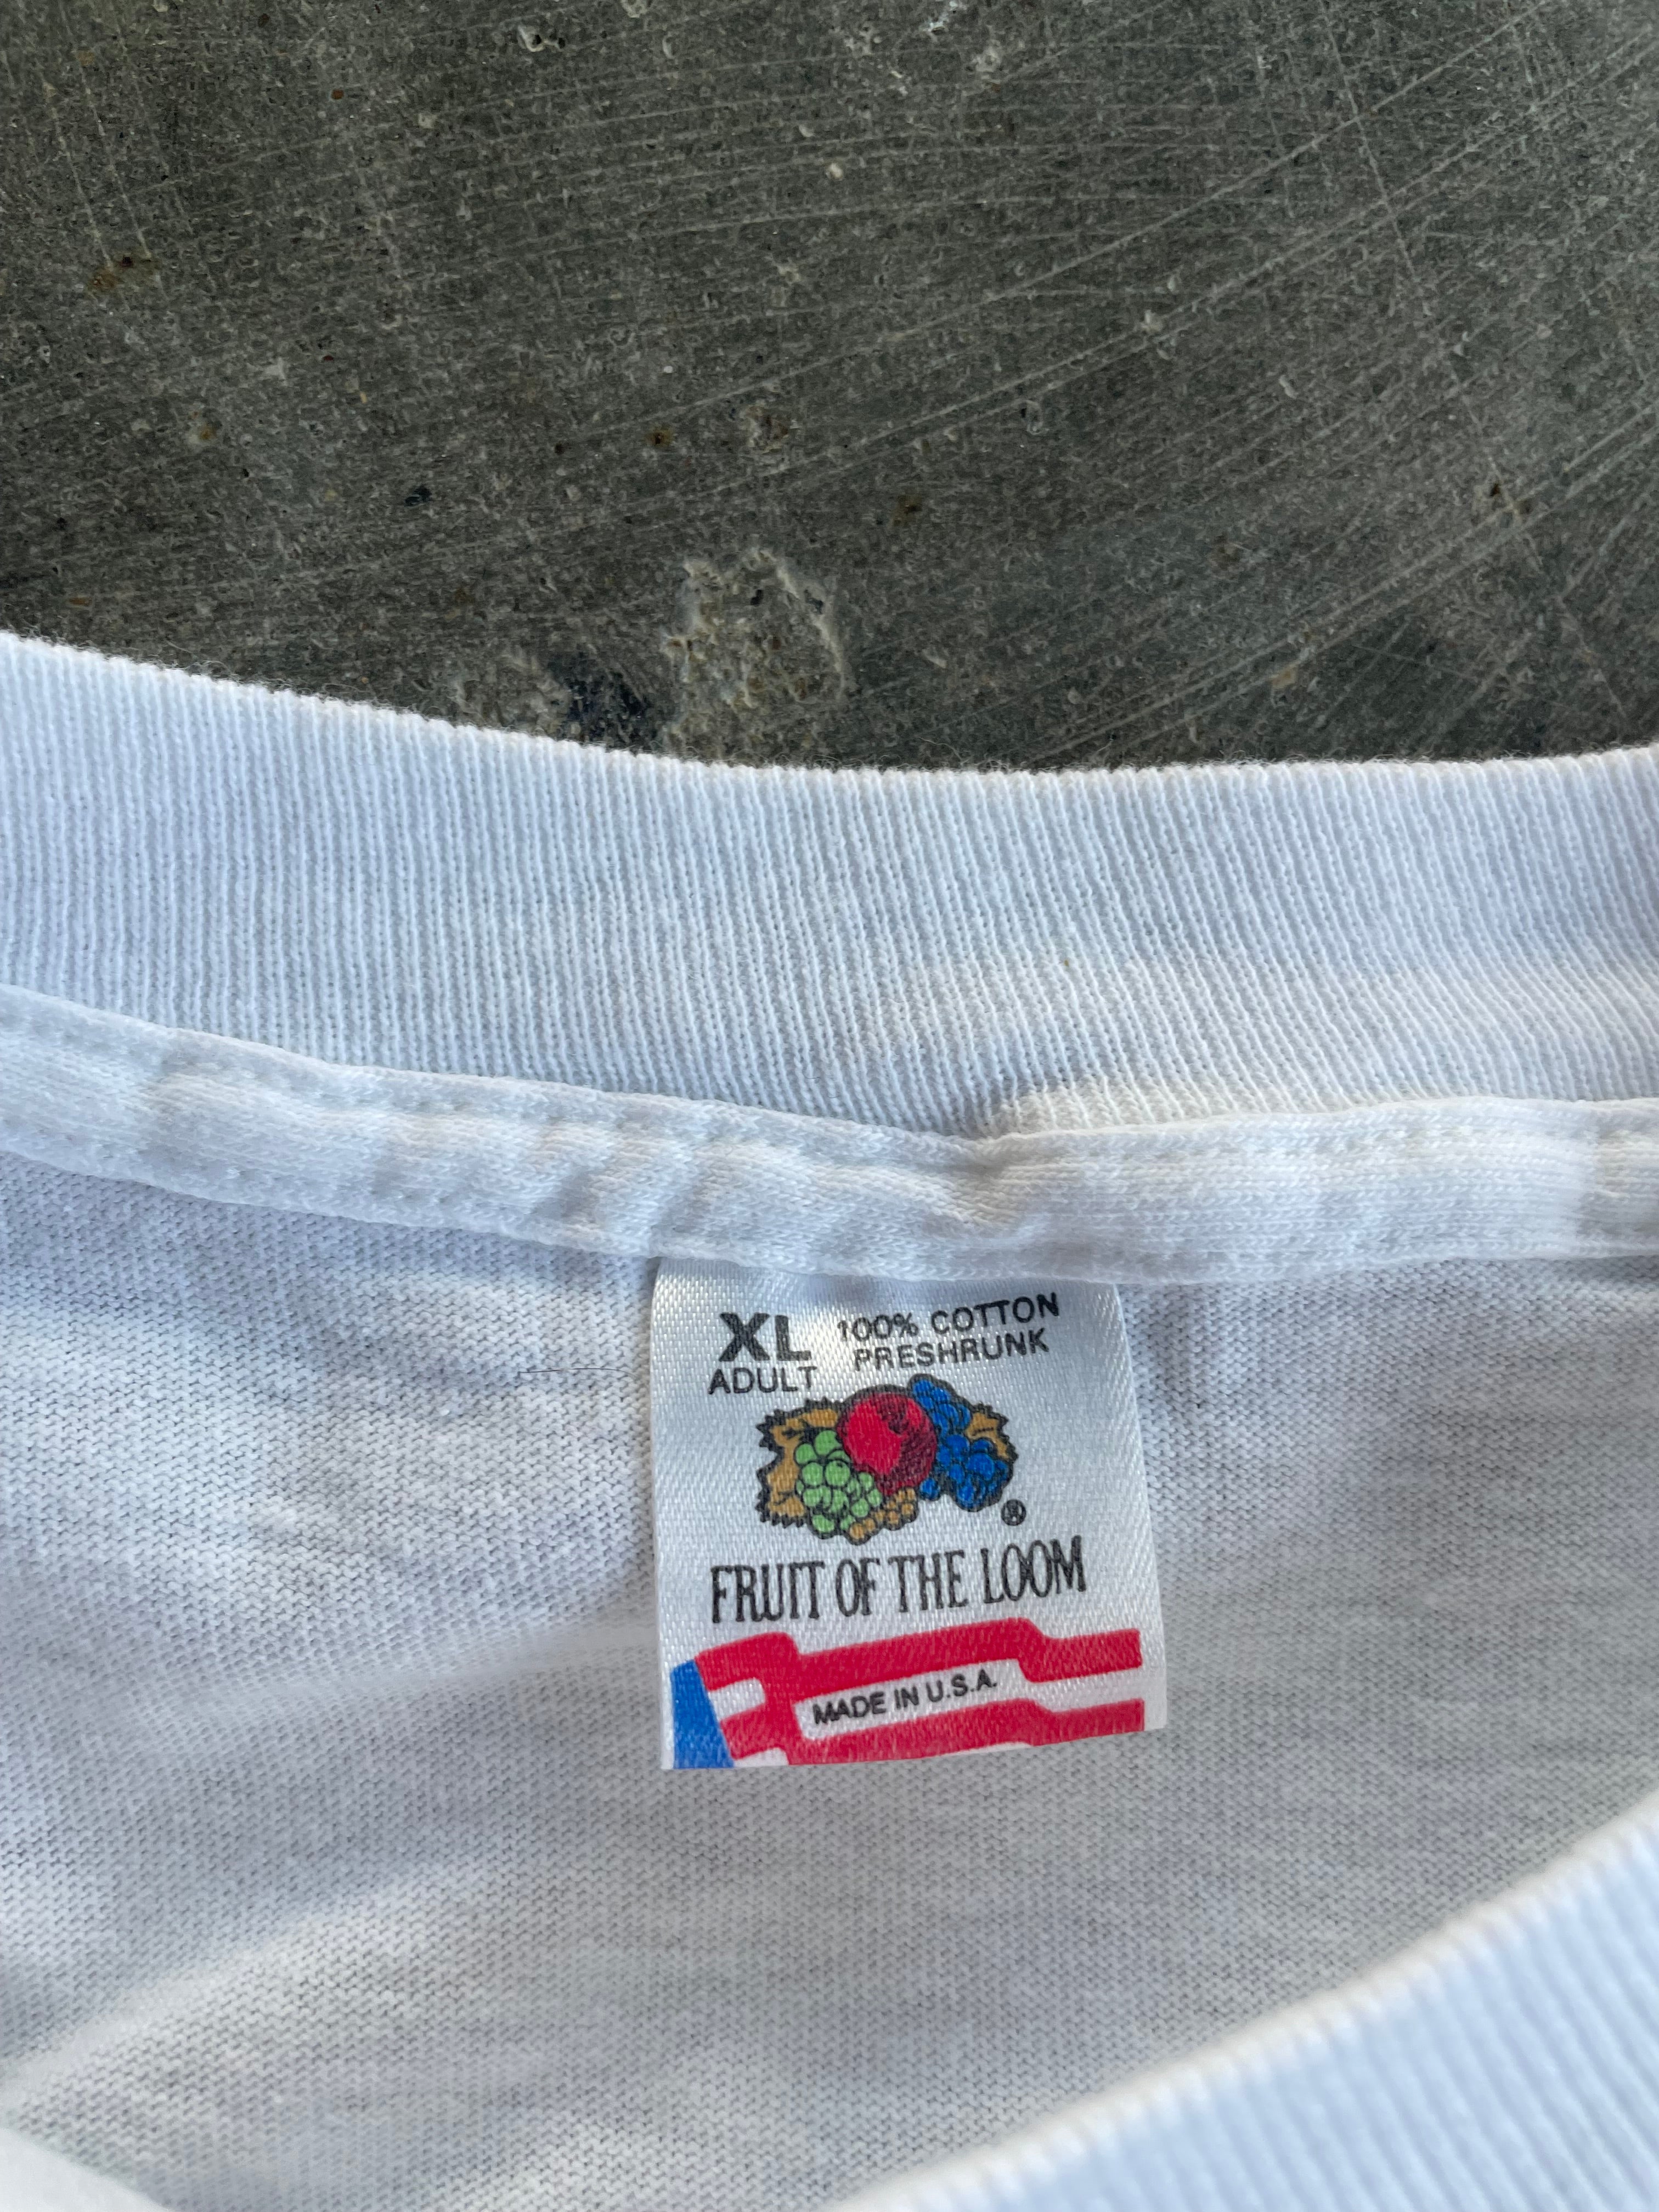 XL 100% COTTON
ADULT PRESHRUNK
®
FRUIT OF THE LOOM
MADE IN U.S.A.